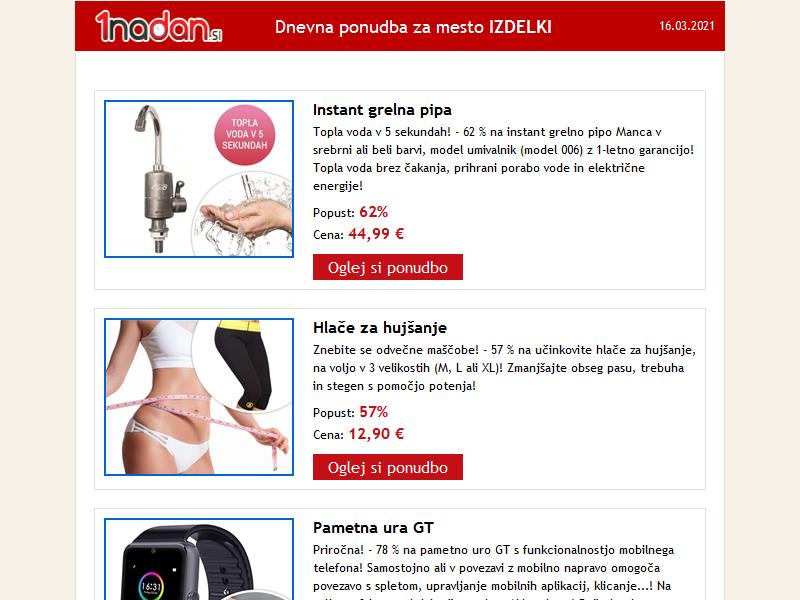 1nadan.si
Dnevna ponudba za mesto IZDELKI
16.03.2021
TOPLA
VODA V 5
SEKUNDAH
Instant grelna pipa
Topla voda v 5 sekundah! - 62 % na instant grelno pipo Manca v
srebrni ali beli barvi, model umivalnik (model 006) z 1-letno garancijo!
Topla voda brez čakanja, prihrani porabo vode in električne
energije!
Popust: 62%
Cena: 44,99 €
Oglej si ponudbo
Hlače za hujšanje
Znebite se odvečne maščobe! - 57 % na učinkovite hlače za hujšanje,
na voljo v 3 velikostih (M, L ali XL)! Zmanjšajte obseg pasu, trebuha
in stegen s pomočjo potenja!
Popust: 57%
Cena: 12,90 €
Oglej si ponudbo
16:31
Pametna ura GT
Priročna! - 78 % na pametno uro GT s funkcionalnostjo mobilnega
telefona! Samostojno ali v povezavi z mobilno napravo omogoča
povezavo s spletom, upravljanje mobilnih aplikacij, klicanje...! Na